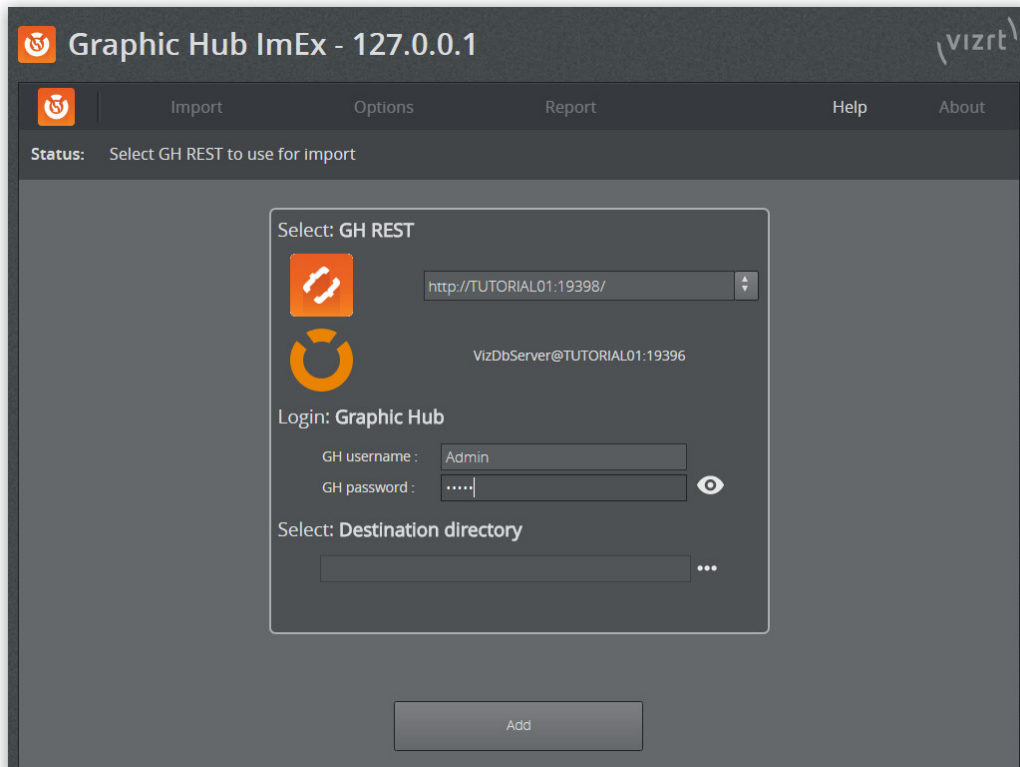 Graphic Hub ImEx - 127.0.0.1
vizrt
Import Options Report Help About
Status: Select GH REST to use for import
Select: GH REST
http://TUTORIAL01:19398/
VizDbServer@TUTORIAL01:19396
Login: Graphic Hub
GH username : Admin
GH password : •••••
Select: Destination directory
•••
Add